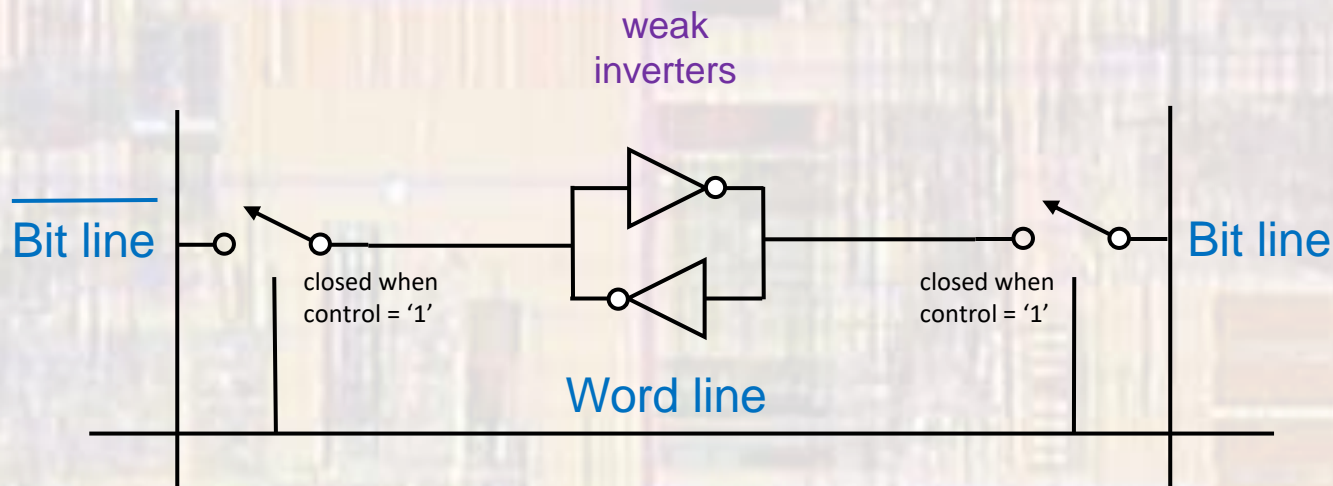 weak
inverters
Bit line
Bit line
closed when
control = ‘1’
closed when
control = ‘1’
Word line